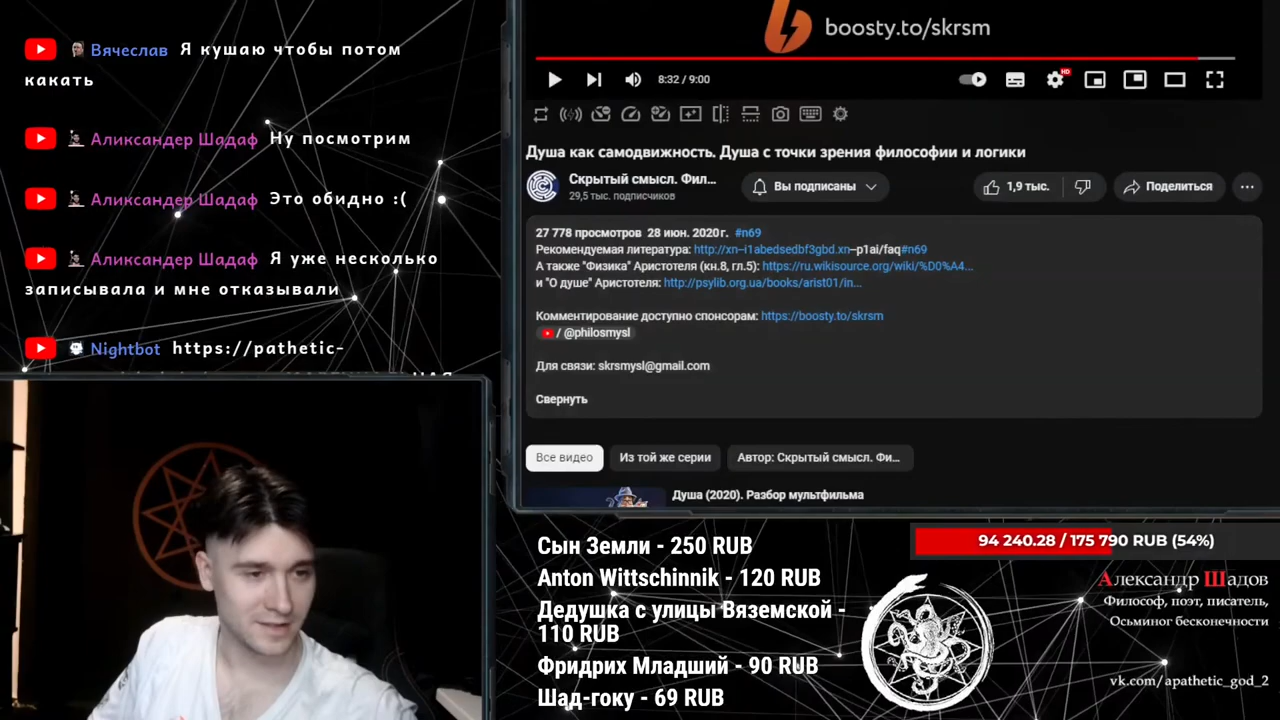 Вячеслав Я кушаю чтобы потом
какать
Аликсандер Шадаф Ну посмотрим
Аликсандер Шадаф Это обидно :(
Аликсандер Шадаф Я уже несколько
записывала и мне отказывали
Nightbot https://pathetic-
boosty.to/skrsm
8:32 / 9:00
HD
Душа как самодвижность. Душа с точки зрения философии и логики
Скрытый смысл. Фил...
29,5 тыс. подписчиков
Вы подписаны
1,9 тыс.
Поделиться
27 778 просмотров 28 июн. 2020 г. #n69
Рекомендуемая литература: http://xn--i1abedsedbf3gbd.xn--p1ai/faq#n69
А также "Физика" Аристотеля (кн.8, гл.5): https://ru.wikisource.org/wiki/%D0%A4...
и "О душе" Аристотеля: http://psylib.org.ua/books/arist01/in...
Комментирование доступно спонсорам: https://boosty.to/skrsm
/ @philosmysl
Для связи: skrsmysl@gmail.com
Свернуть
Все видео
Из той же серии
Автор: Скрытый смысл. Фи...
Душа (2020). Разбор мультфильма
Сын Земли - 250 RUB
Anton Wittschinnik - 120 RUB
Дедушка с улицы Вяземской -
110 RUB
Фридрих Младший - 90 RUB
Шад-гоку - 69 RUB
94 240.28 / 175 790 RUB (54%)
Александр Шадов
Философ, поэт, писатель,
Осьминог бесконечности
vk.com/apathetic_god_2